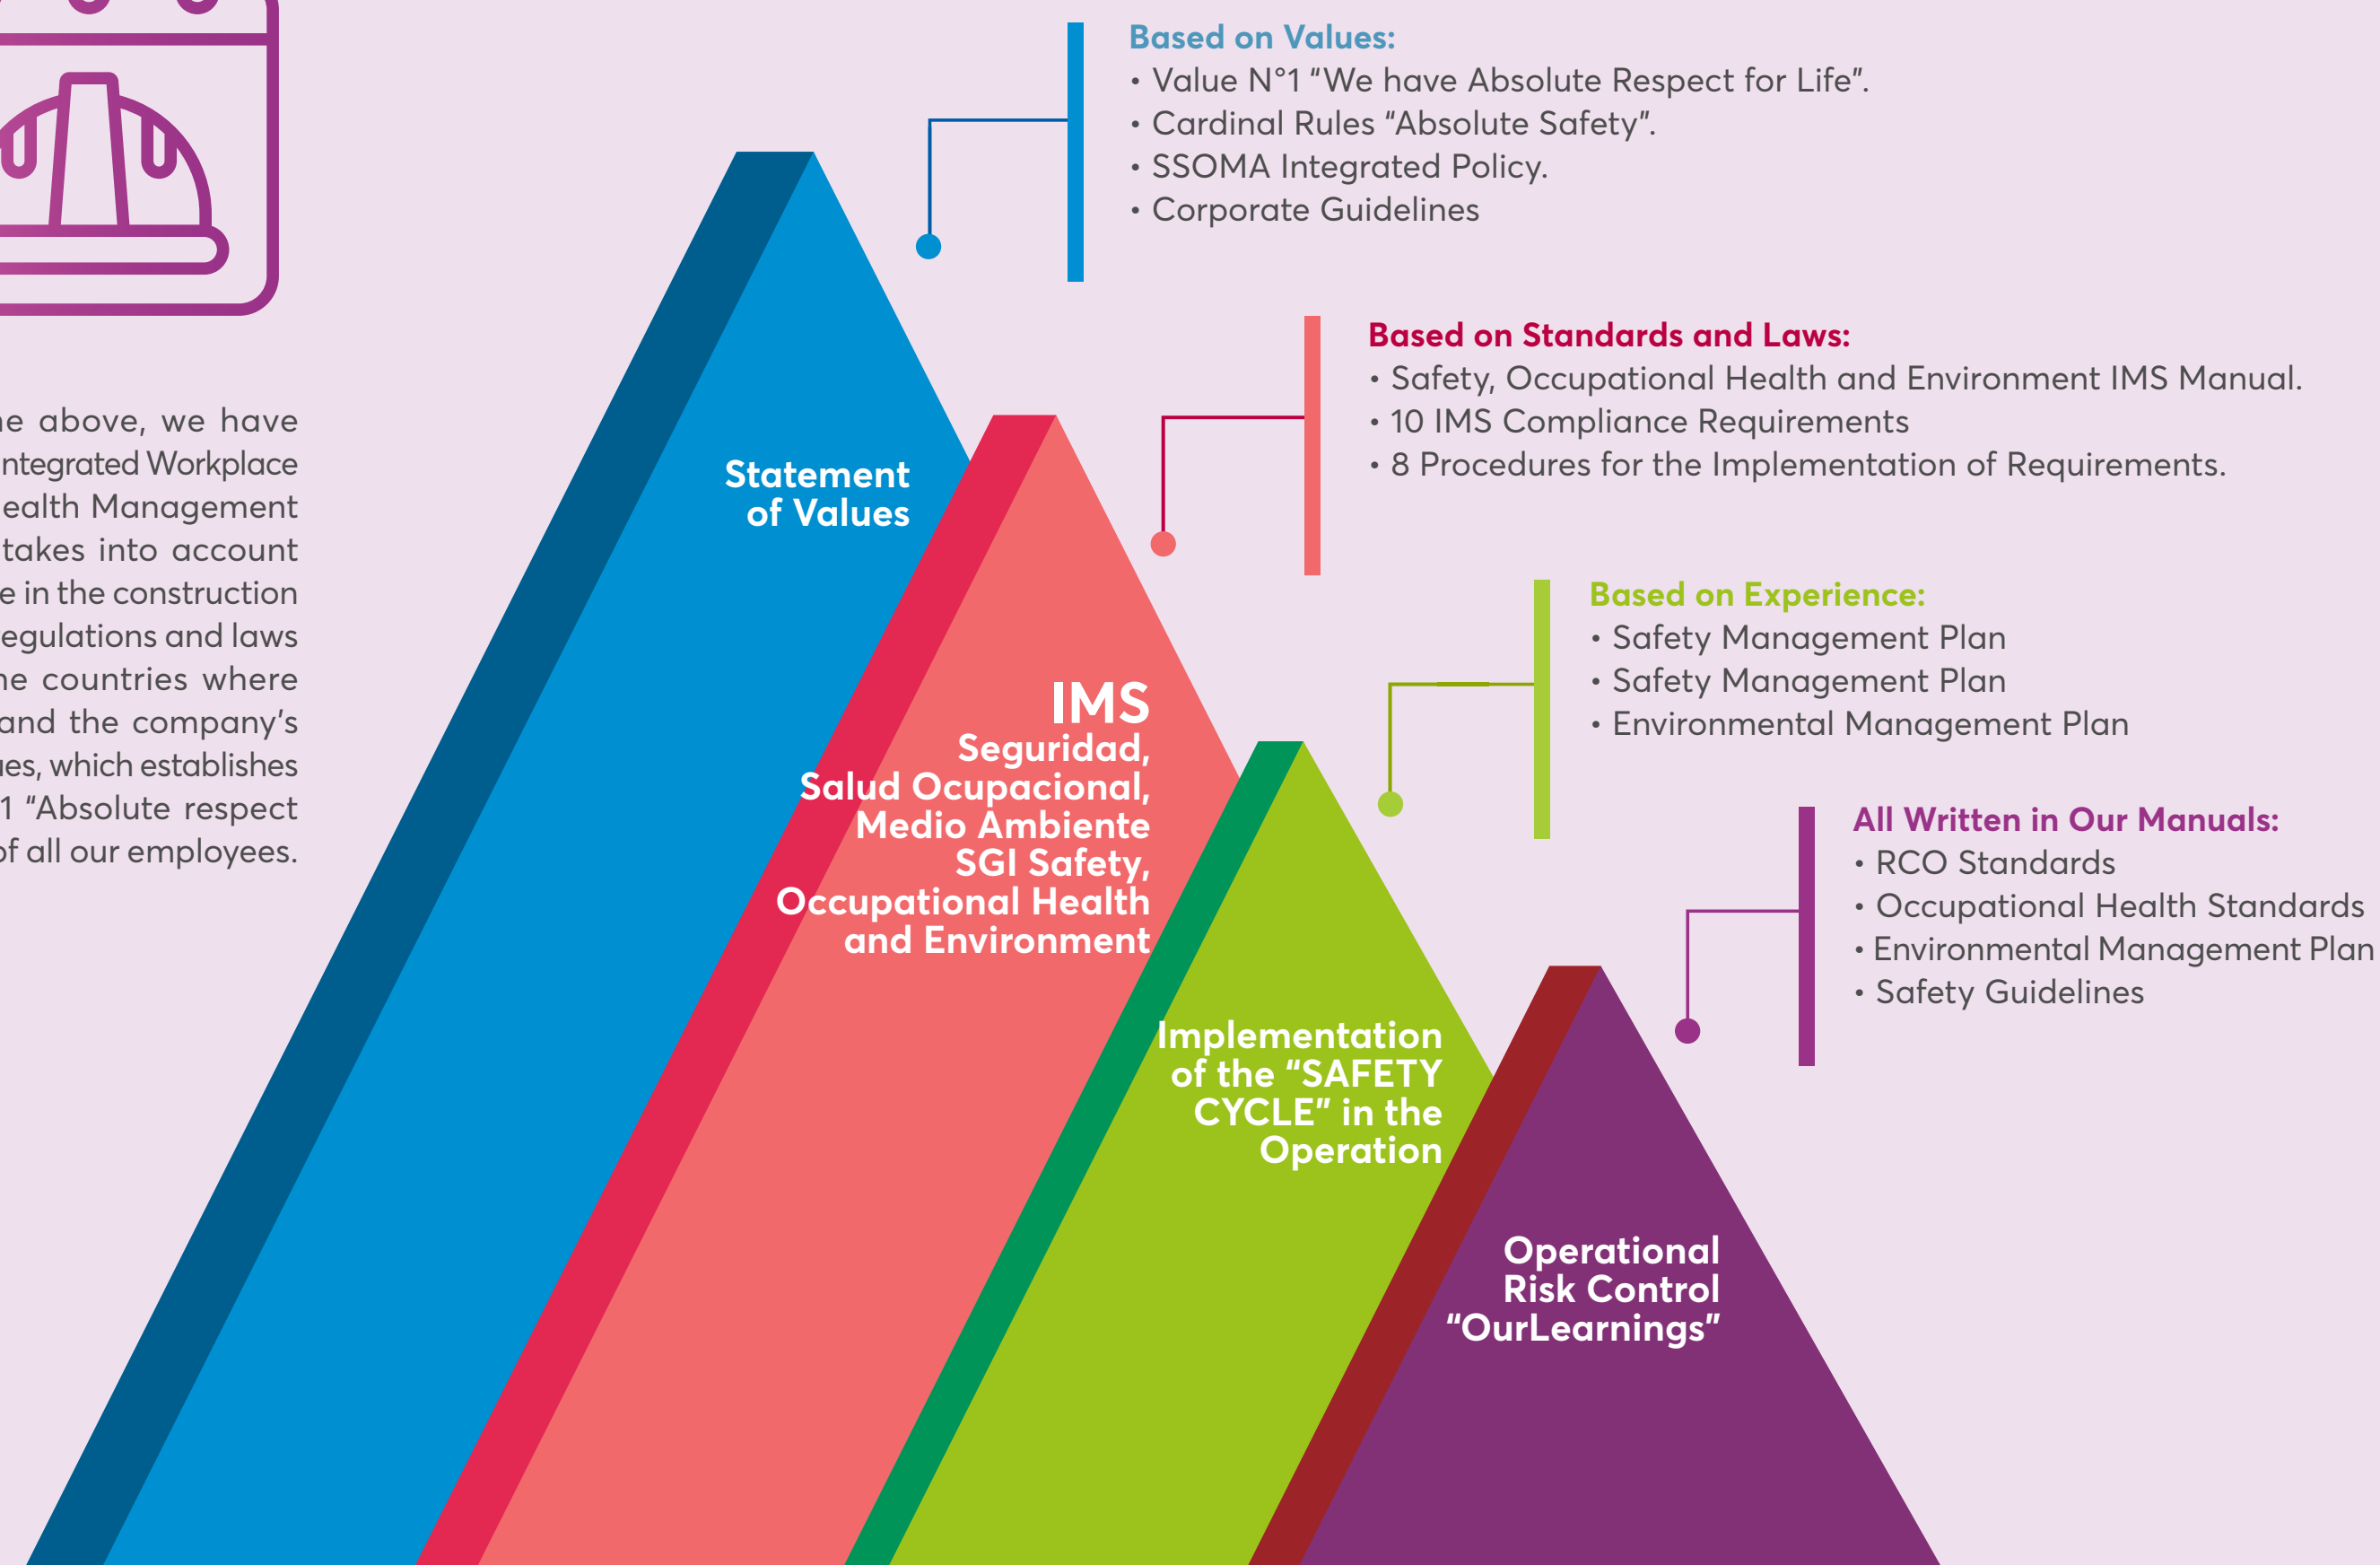 above, we have
Integrated Workplace
Management
takes into account
in the construction
and laws
countries where
and the company's
which establishes
1 "Absolute respect
of all our employees.
Based on Values:
• Value N°1 "We have Absolute Respect for Life".
• Cardinal Rules "Absolute Safety".
• SSOMA Integrated Policy.
• Corporate Guidelines
Based on Standards and Laws:
• Safety, Occupational Health and Environment IMS Manual.
• 10 IMS Compliance Requirements
• 8 Procedures for the Implementation of Requirements.
Based on Experience:
• Safety Management Plan
• Safety Management Plan
• Environmental Management Plan
All Written in Our Manuals:
• RCO Standards
• Occupational Health Standards
• Environmental Management Plan
• Safety Guidelines
Statement
of Values
IMS
Seguridad,
Salud Ocupacional,
Medio Ambiente
SGI Safety,
Occupational Health
and Environment
Implementation
of the "SAFETY
CYCLE" in the
Operation
Operational
Risk Control
"OurLearnings"